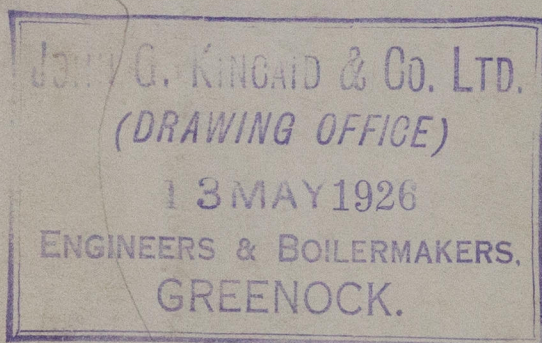 JOHN G. KINCAID & CO. LTD.
(DRAWING OFFICE)
13 MAY 1926
ENGINEERS & BOILERMAKERS,
GREENOCK.